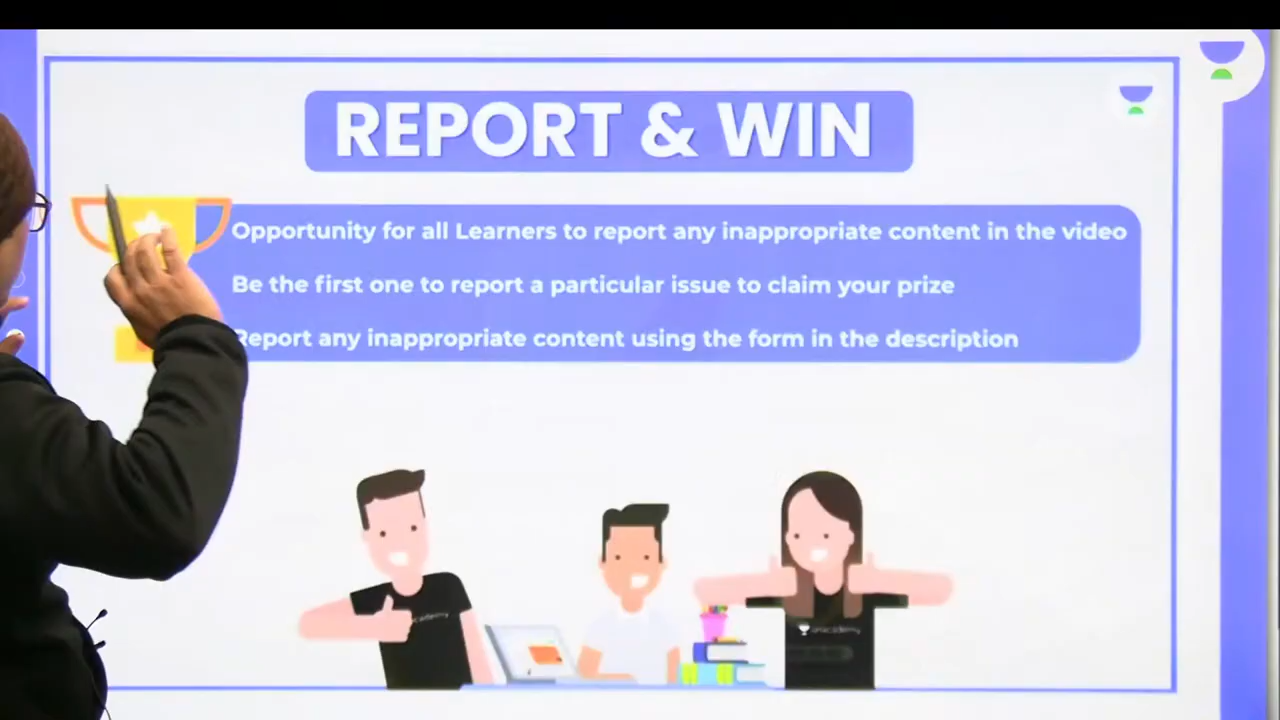 REPORT & WIN
Opportunity for all Learners to report any inappropriate content in the video
Be the first one to report a particular issue to claim your prize
Report any inappropriate content using the form in the description
unacademy